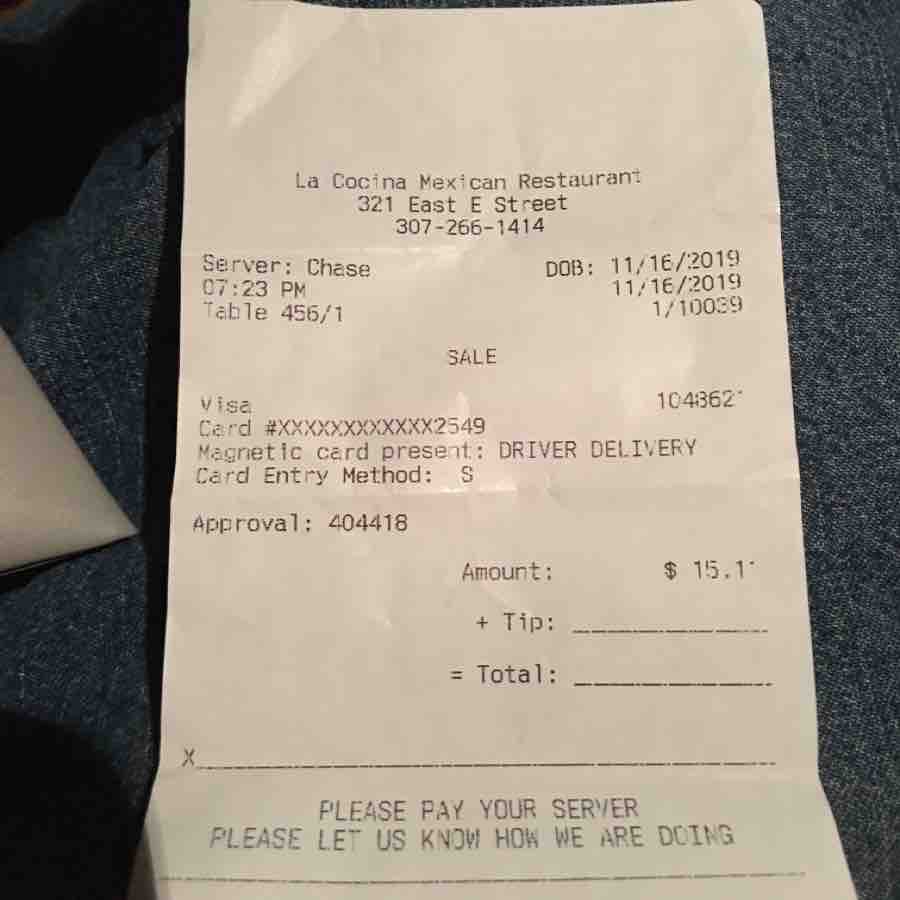 La Cocina Mexican Restaurant
321 East E Street
307-266-1414
Server: Chase DOB: 11/16/2019
07:23 PM 11/16/2019
Table 456/1 1/10039
SALE
Visa
Card #XXXXXXXXXXXX2549
Magnetic card present: DRIVER DELIVERY
Card Entry Method: S
Approval: 404418
Amount: $
+ Tip:
= Total:
X
PLEASE PAY YOUR SERVER
PLEASE LET US KNOW HOW WE ARE DOING